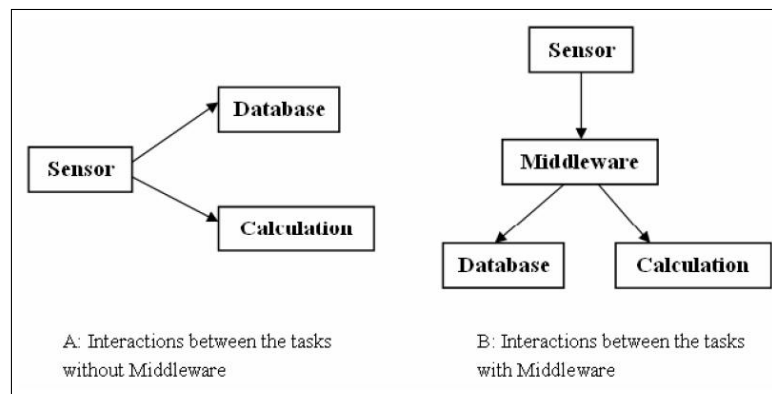 Database
Sensor
Calculation
A: Interactions between the tasks
without Middleware
Sensor
Middleware
Database
Calculation
B: Interactions between the tasks
with Middleware